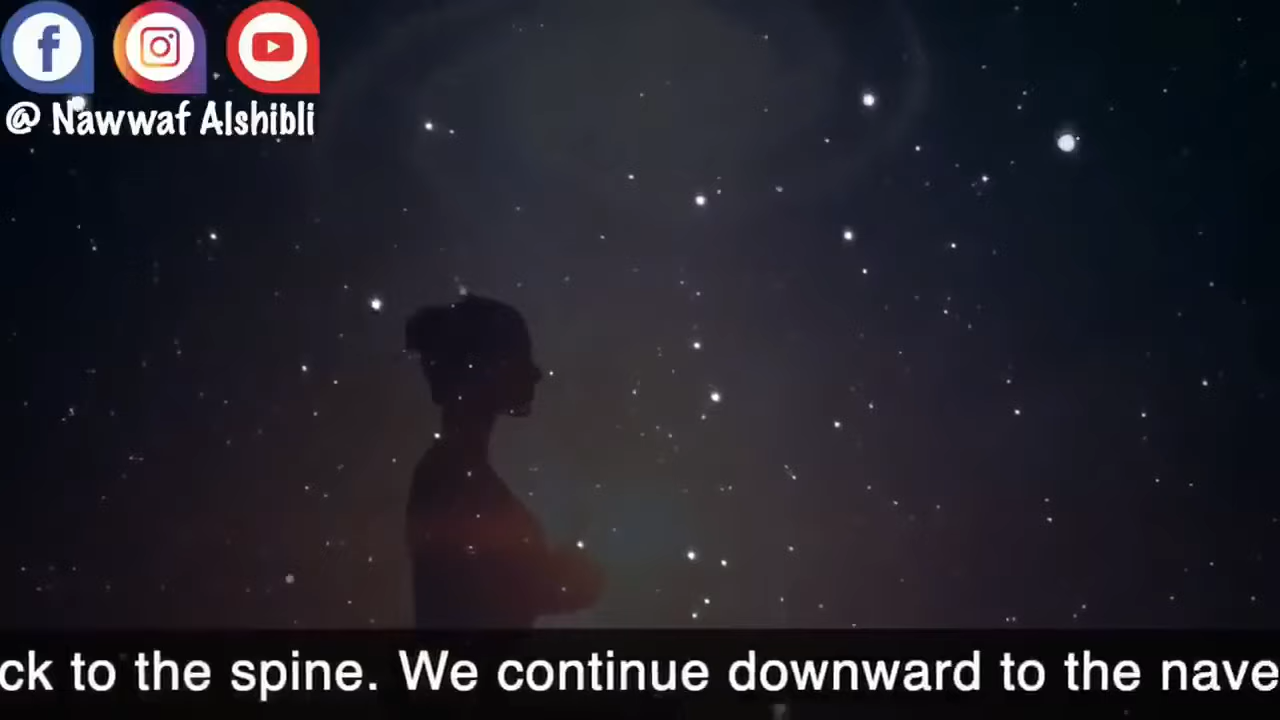 @ Nawwaf Alshibli
ck to the spine. We continue downward to the nave